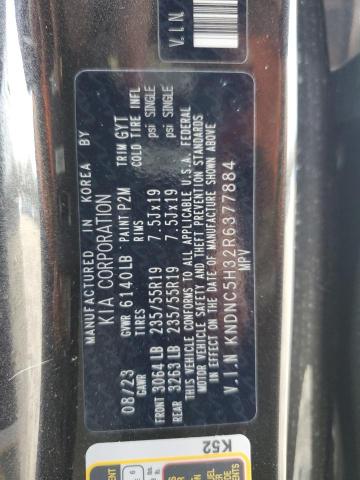 V.I.N.
MANUFACTURED IN KOREA BY
KIA CORPORATION
08/23 GVWR 6140LB PAINT P2M TRIM GYT
GAWR TIRES RIMS COLD TIRE INFL
FRONT 3064 LB 235/55R19 7.5Jx19 psi SINGLE
REAR 3263 LB 235/55R19 7.5Jx19 psi SINGLE
THIS VEHICLE CONFORMS TO ALL APPLICABLE U.S.A. FEDERAL
MOTOR VEHICLE SAFETY AND THEFT PREVENTION STANDARDS
IN EFFECT ON THE DATE OF MANUFACTURE SHOWN ABOVE
V.I.N KNDNC5H32R6377884
MPV
K52